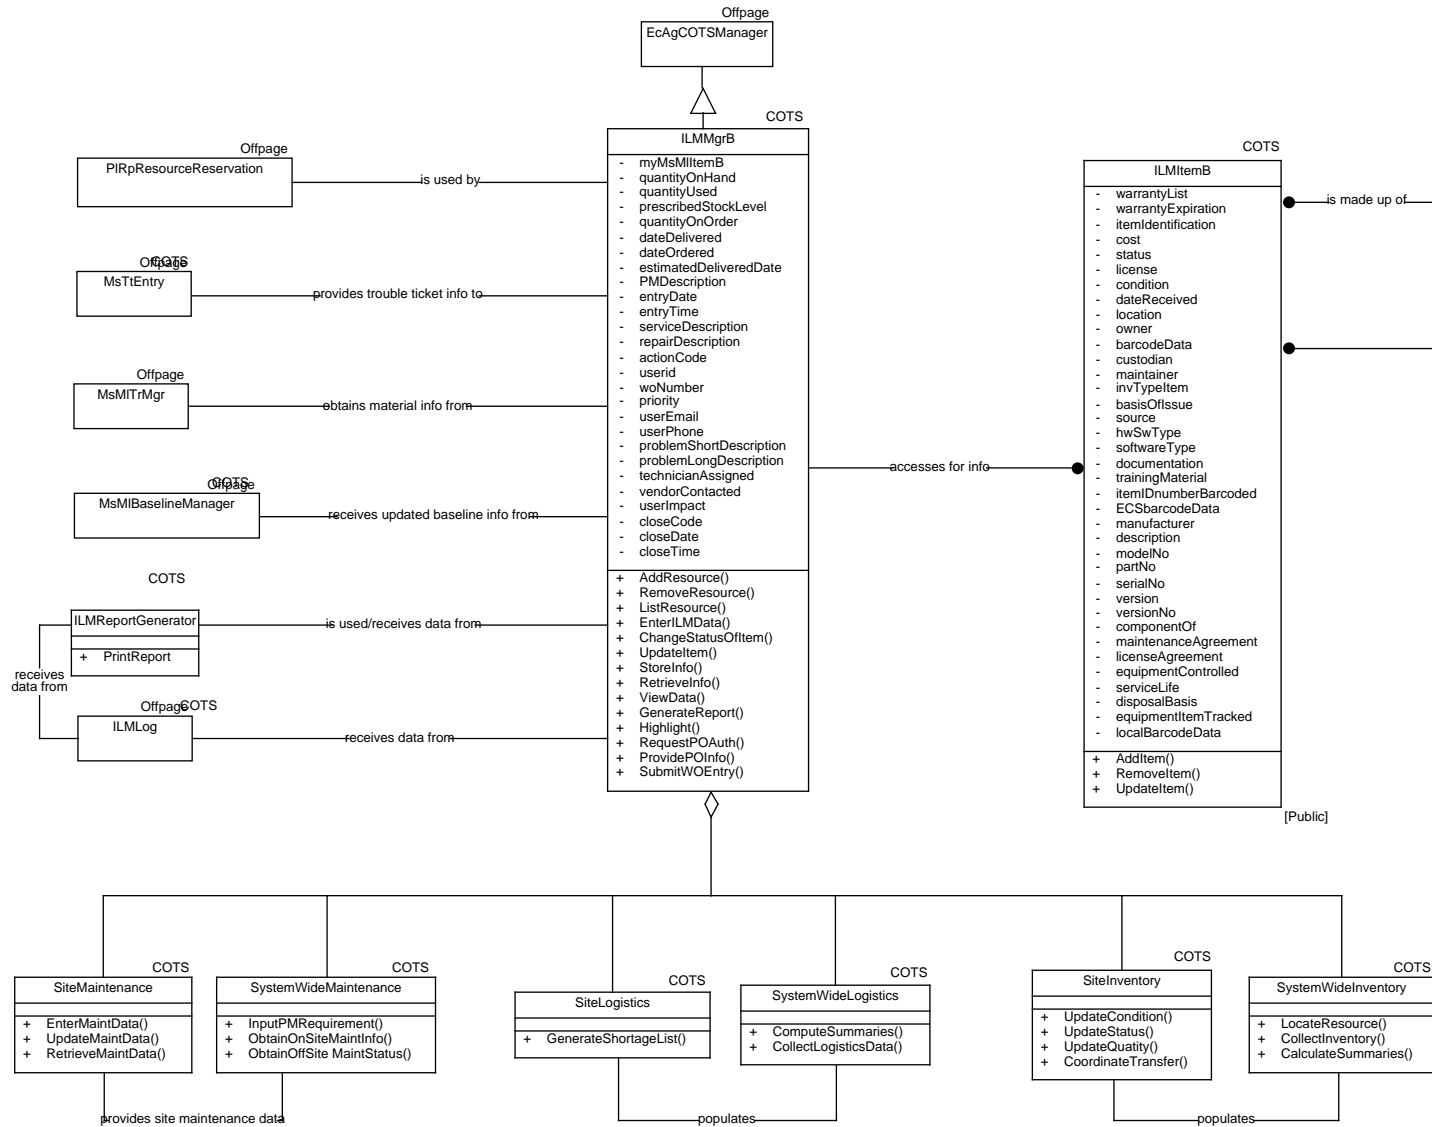 Offpage
EcAgCOTSManager
COTS
ILMMgrB
- myMsMlItemB
- quantityOnHand
- quantityUsed
- prescribedStockLevel
- quantityOnOrder
- dateDelivered
- dateOrdered
- estimatedDeliveredDate
- PMDescription
- entryDate
- entryTime
- serviceDescription
- repairDescription
- actionCode
- userid
- woNumber
- priority
- userEmail
- userPhone
- problemShortDescription
- problemLongDescription
- technicianAssigned
- vendorContacted
- userImpact
- closeCode
- closeDate
- closeTime
+ AddResource()
+ RemoveResource()
+ ListResource()
+ EnterILMData()
+ ChangeStatusOfItem()
+ UpdateItem()
+ StoreInfo()
+ RetrieveInfo()
+ ViewData()
+ GenerateReport()
+ Highlight()
+ RequestPOAuth()
+ ProvidePOInfo()
+ SubmitWOEntry()
Offpage
PlRpResourceReservation
is used by
Offpage
COTS
MsTtEntry
provides trouble ticket info to
Offpage
MsMlTrMgr
obtains material info from
Offpage
COTS
MsMlBaselineManager
receives updated baseline info from
COTS
ILMReportGenerator
+ PrintReport
is used/receives data from
receives
data from
Offpage
COTS
ILMLog
receives data from
accesses for info
COTS
ILMItemB
- warrantyList
- warrantyExpiration
- itemIdentification
- cost
- status
- license
- condition
- dateReceived
- location
- owner
- barcodeData
- custodian
- maintainer
- invTypeItem
- basisOfIssue
- source
- hwSwType
- softwareType
- documentation
- trainingMaterial
- itemIDnumberBarcoded
- ECSbarcodeData
- manufacturer
- description
- modelNo
- partNo
- serialNo
- version
- versionNo
- componentOf
- maintenanceAgreement
- licenseAgreement
- equipmentControlled
- serviceLife
- disposalBasis
- equipmentItemTracked
- localBarcodeData
+ AddItem()
+ RemoveItem()
+ UpdateItem()
[Public]
is made up of
COTS
SiteMaintenance
+ EnterMaintData()
+ UpdateMaintData()
+ RetrieveMaintData()
COTS
SystemWideMaintenance
+ InputPMRequirement()
+ ObtainOnSiteMaintInfo()
+ ObtainOffSite MaintStatus()
provides site maintenance data
COTS
SiteLogistics
+ GenerateShortageList()
COTS
SystemWideLogistics
+ ComputeSummaries()
+ CollectLogisticsData()
populates
COTS
SiteInventory
+ UpdateCondition()
+ UpdateStatus()
+ UpdateQuatity()
+ CoordinateTransfer()
COTS
SystemWideInventory
+ LocateResource()
+ CollectInventory()
+ CalculateSummaries()
populates